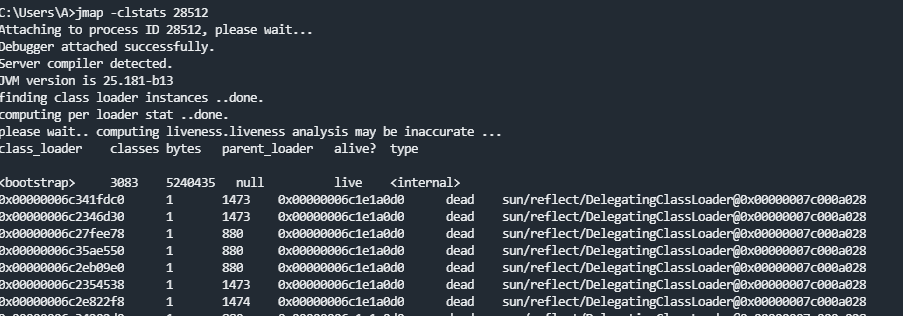 C:\Users\A>jmap -clstats 28512
Attaching to process ID 28512, please wait...
Debugger attached successfully.
Server compiler detected.
JVM version is 25.181-b13
finding class loader instances ..done.
computing per loader stat ..done.
please wait.. computing liveness.liveness analysis may be inaccurate ...
class_loader classes bytes parent_loader alive? type
<bootstrap> 3083 5240435 null live <internal>
0x00000006c341fdc0 1 1473 0x00000006c1e1a0d0 dead sun/reflect/DelegatingClassLoader@0x00000007c000a028
0x00000006c2346d30 1 1473 0x00000006c1e1a0d0 dead sun/reflect/DelegatingClassLoader@0x00000007c000a028
0x00000006c27fee78 1 880 0x00000006c1e1a0d0 dead sun/reflect/DelegatingClassLoader@0x00000007c000a028
0x00000006c35ae550 1 880 0x00000006c1e1a0d0 dead sun/reflect/DelegatingClassLoader@0x00000007c000a028
0x00000006c2eb09e0 1 880 0x00000006c1e1a0d0 dead sun/reflect/DelegatingClassLoader@0x00000007c000a028
0x00000006c2354538 1 1473 0x00000006c1e1a0d0 dead sun/reflect/DelegatingClassLoader@0x00000007c000a028
0x00000006c2e822f8 1 1474 0x00000006c1e1a0d0 dead sun/reflect/DelegatingClassLoader@0x00000007c000a028